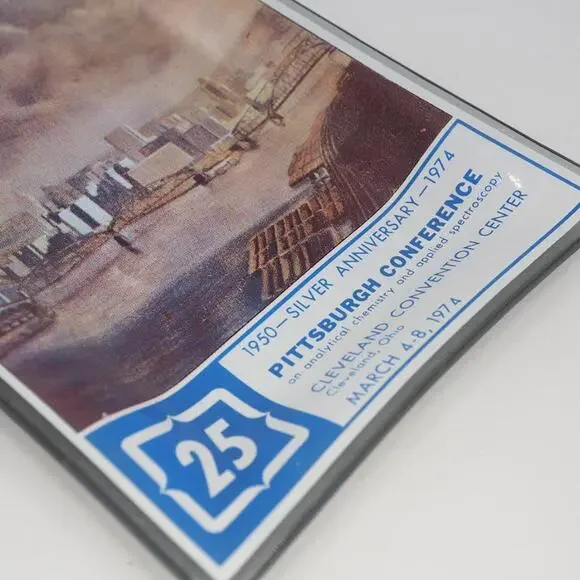 1950—SILVER ANNIVERSARY—1974
PITTSBURGH CONFERENCE
on analytical chemistry and applied spectroscopy
CLEVELAND CONVENTION CENTER
Cleveland, Ohio
MARCH 4-8, 1974
25